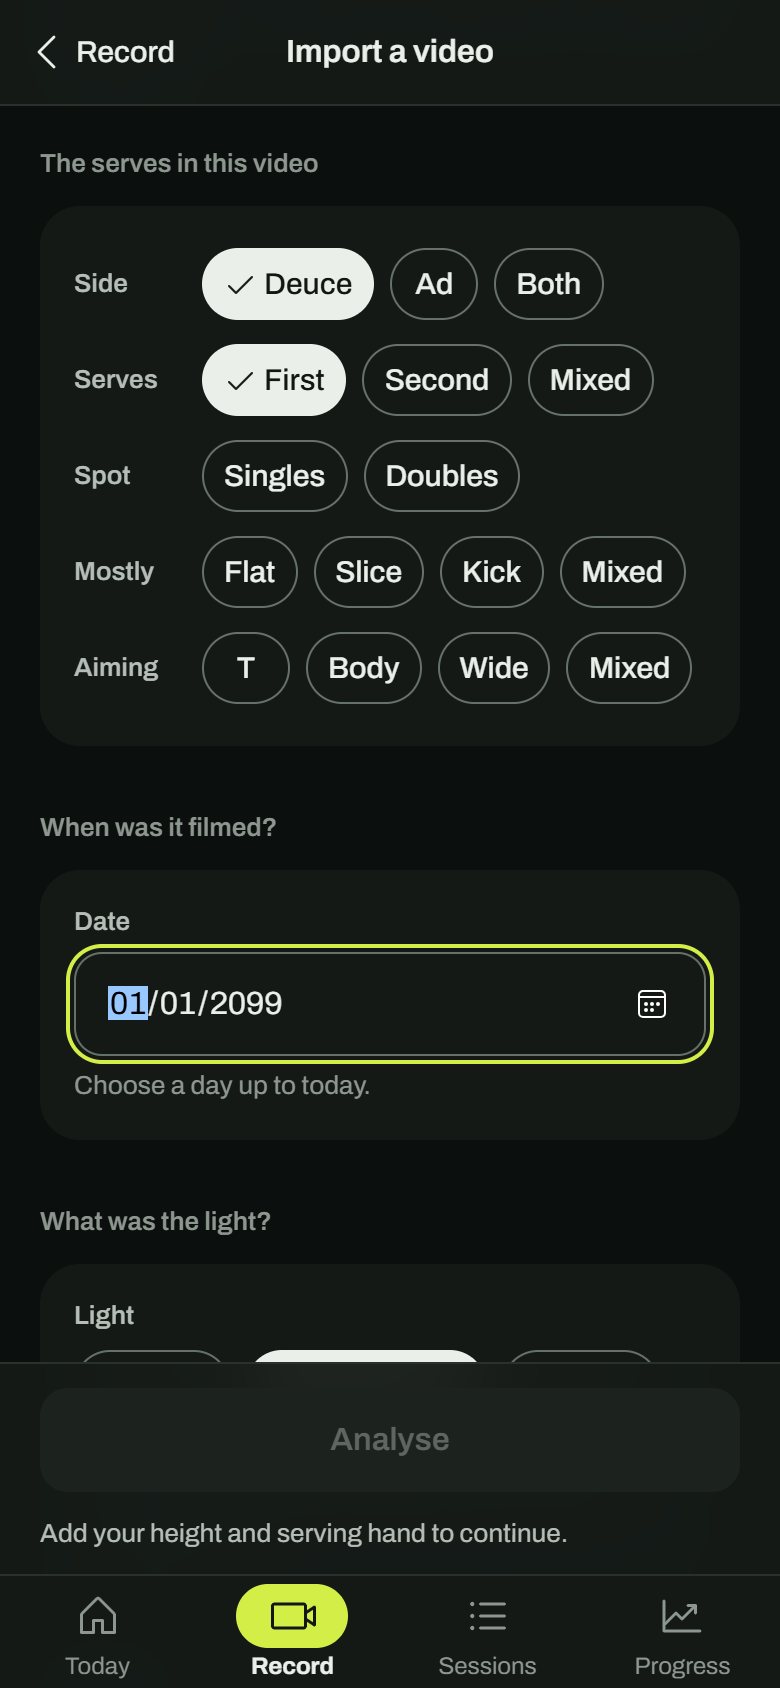 Record
Import a video
The serves in this video
Side Deuce Ad Both
Serves First Second Mixed
Spot Singles Doubles
Mostly Flat Slice Kick Mixed
Aiming T Body Wide Mixed
When was it filmed?
Date
01/01/2099
Choose a day up to today.
What was the light?
Light
Analyse
Add your height and serving hand to continue.
Today Record Sessions Progress